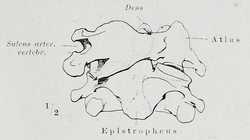 Dens
Sulcus arter.
vertebr.
Atlas
1/2
Epistropheus